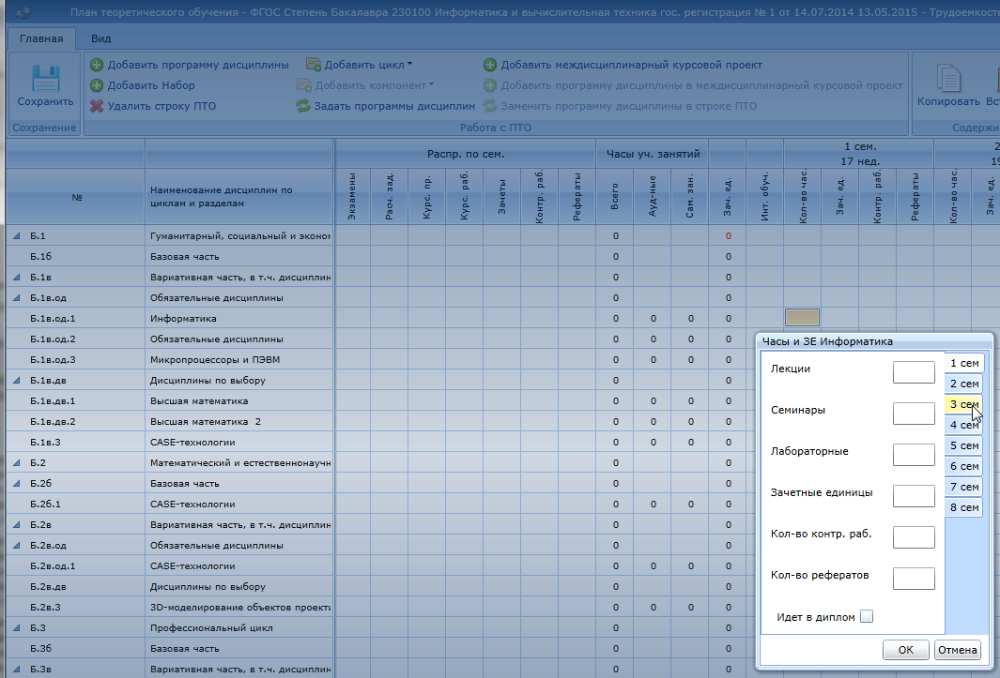 План теоретического обучения - ФГОС Степень Бакалавра 230100 Информатика и вычислительная техника гос. регистрация № 1 от 14.07.2014 13.05.2015 - Трудоемкость
Главная Вид
Добавить программу дисциплины Добавить цикл Добавить междисциплинарный курсовой проект
Добавить Набор Добавить компонент Добавить программу дисциплины в междисциплинарный курсовой проект
Сохранить Удалить строку ПТО Задать программы дисциплин Заменить программу дисциплины в строке ПТО Копировать Вст
Сохранение Работа с ПТО Содержи
№ Наименование дисциплин по циклам и разделам Распр. по сем. Часы уч. занятий 1 сем. 2
17 нед. 19
Экзамены Расч. зад. Курс. пр. Курс. раб. Зачеты Контр. раб. Рефераты Всего Ауд-ные Сам. зан. Зач. ед. Инт. обуч. Кол-во час. Зач. ед. Контр. раб. Рефераты Кол-во час. Зач. ед.
Б.1 Гуманитарный, социальный и эконом 0 0
Б.1б Базовая часть 0 0
Б.1в Вариативная часть, в т.ч. дисциплин 0 0
Б.1в.од Обязательные дисциплины 0 0
Б.1в.од.1 Информатика 0 0 0 0
Б.1в.од.2 Обязательные дисциплины 0 0 0 0
Б.1в.од.3 Микропроцессоры и ПЭВМ 0 0 0 0
Б.1в.дв Дисциплины по выбору 0 0
Б.1в.дв.1 Высшая математика 0 0 0 0
Б.1в.дв.2 Высшая математика 2 0 0 0 0
Б.1в.3 CASE-технологии 0 0 0 0
Б.2 Математический и естественнонаучн 0 0
Б.2б Базовая часть 0 0
Б.2б.1 CASE-технологии 0 0 0 0
Б.2в Вариативная часть, в т.ч. дисциплин 0 0
Б.2в.од Обязательные дисциплины 0 0
Б.2в.од.1 CASE-технологии 0 0 0 0
Б.2в.дв Дисциплины по выбору 0 0
Б.2в.3 3D-моделирование объектов проекти 0 0 0 0
Б.3 Профессиональный цикл 0 0
Б.3б Базовая часть 0 0
Б.3в Вариативная часть, в т.ч. дисциплин 0 0
Часы и ЗЕ Информатика
Лекции
Семинары
Лабораторные
Зачетные единицы
Кол-во контр. раб.
Кол-во рефератов
Идет в диплом
1 сем
2 сем
3 сем
4 сем
5 сем
6 сем
7 сем
8 сем
ОК Отмена